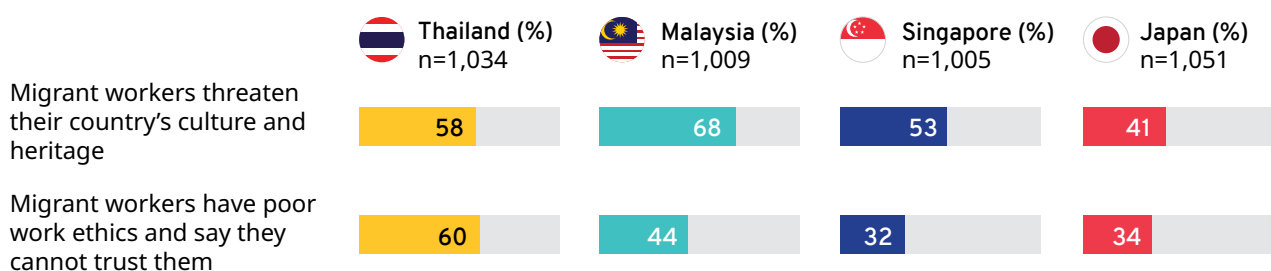 Thailand (%)
n=1,034
Malaysia (%)
n=1,009
Singapore (%)
n=1,005
Japan (%)
n=1,051
Migrant workers threaten
their country’s culture and
heritage
58
68
53
41
Migrant workers have poor
work ethics and say they
cannot trust them
60
44
32
34